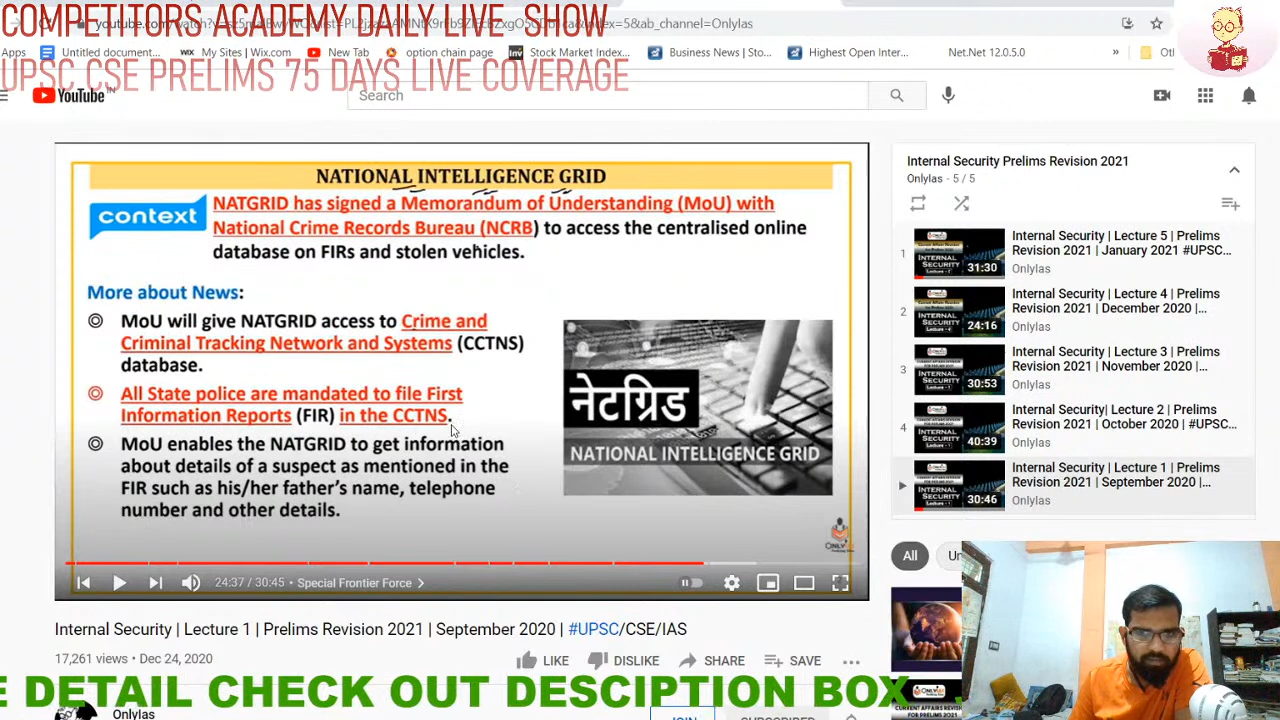 COMPETITORS ACADEMY DAILY LIVE-SHOW
UPSC CSE PRELIMS 75 DAYS LIVE COVERAGE
Apps
Untitled document...
My Sites | Wix.com
New Tab
option chain page
Stock Market Index...
Business News | Sto...
Highest Open Inter...
Net.Net 12.0.5.0
»
YouTube
Search
NATIONAL INTELLIGENCE GRID
context
NATGRID has signed a Memorandum of Understanding (MoU) with
National Crime Records Bureau (NCRB) to access the centralised online
database on FIRs and stolen vehicles.
More about News:
MoU will give NATGRID access to Crime and
Criminal Tracking Network and Systems (CCTNS)
database.
All State police are mandated to file First
Information Reports (FIR) in the CCTNS.
MoU enables the NATGRID to get information
about details of a suspect as mentioned in the
FIR such as his/her father's name, telephone
number and other details.
नेटग्रिड
NATIONAL INTELLIGENCE GRID
24:37 / 30:45 • Special Frontier Force >
Internal Security | Lecture 1 | Prelims Revision 2021 | September 2020 | #UPSC/CSE/IAS
17,261 views • Dec 24, 2020
LIKE
DISLIKE
SHARE
SAVE
Internal Security Prelims Revision 2021
OnlyIas - 5 / 5
1
Internal Security | Lecture 5 | Prelims
Revision 2021 | January 2021 #UPSC...
OnlyIas
31:30
2
Internal Security | Lecture 4 | Prelims
Revision 2021 | December 2020 |...
OnlyIas
24:16
3
Internal Security | Lecture 3 | Prelims
Revision 2021 | November 2020 |...
OnlyIas
30:53
4
Internal Security| Lecture 2 | Prelims
Revision 2021 | October 2020 | #UPSC...
OnlyIas
40:39
Internal Security | Lecture 1 | Prelims
Revision 2021 | September 2020 |...
OnlyIas
30:46
All
E DETAIL CHECK OUT DESCIPTION BOX
OnlyIas